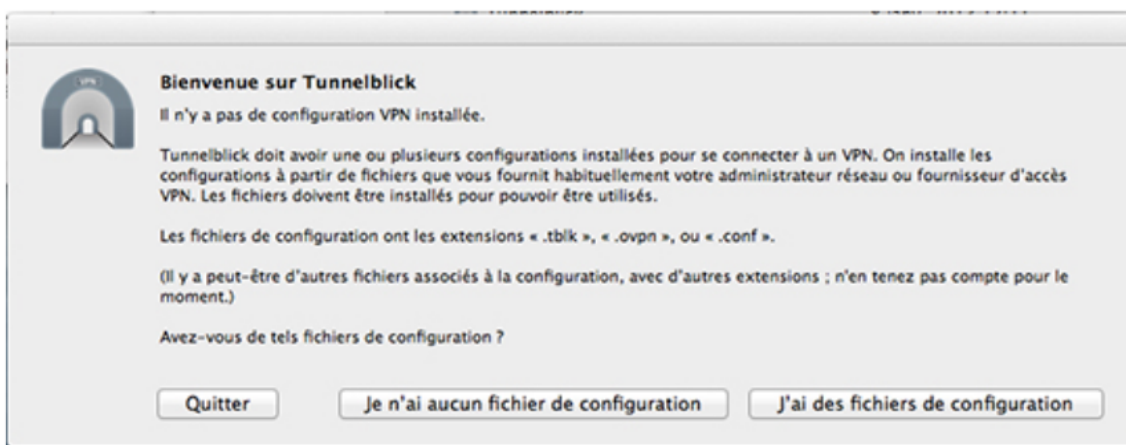 VPN
Bienvenue sur Tunnelblick
Il n'y a pas de configuration VPN installée.
Tunnelblick doit avoir une ou plusieurs configurations installées pour se connecter à un VPN. On installe les
configurations à partir de fichiers que vous fournit habituellement votre administrateur réseau ou fournisseur d'accès
VPN. Les fichiers doivent être installés pour pouvoir être utilisés.
Les fichiers de configuration ont les extensions « .tblk », « .ovpn », ou « .conf ».
(Il y a peut-être d'autres fichiers associés à la configuration, avec d'autres extensions ; n'en tenez pas compte pour le
moment.)
Avez-vous de tels fichiers de configuration ?
Quitter
Je n'ai aucun fichier de configuration
J'ai des fichiers de configuration